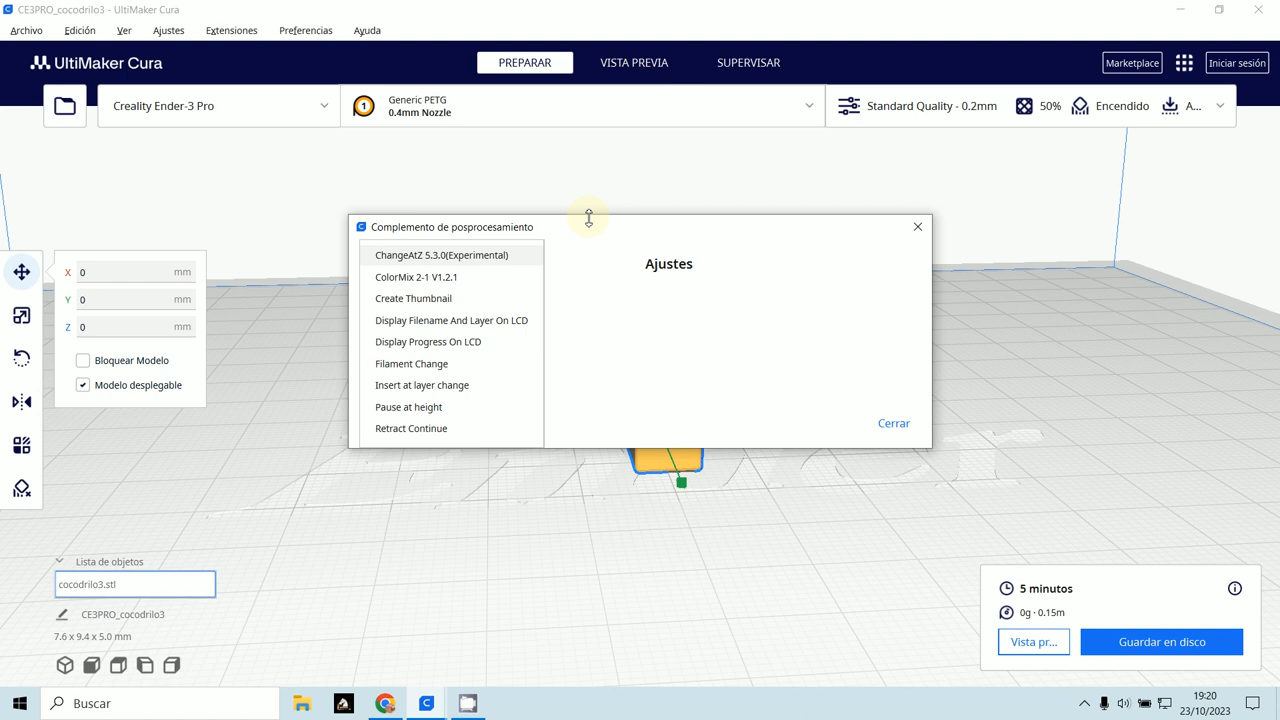 CE3PRO_cocodrilo3 - UltiMaker Cura
Archivo Edición Ver Ajustes Extensiones Preferencias Ayuda
UltiMaker Cura
PREPARAR VISTA PREVIA SUPERVISAR
Marketplace
Iniciar sesión
Creality Ender-3 Pro
1
Generic PETG
0.4mm Nozzle
Standard Quality - 0.2mm
50%
Encendido
A...
Complemento de posprocesamiento
ChangeAtZ 5.3.0(Experimental)
ColorMix 2-1 V1.2.1
Create Thumbnail
Display Filename And Layer On LCD
Display Progress On LCD
Filament Change
Insert at layer change
Pause at height
Retract Continue
Ajustes
Cerrar
X 0 mm
Y 0 mm
Z 0 mm
Bloquear Modelo
Modelo desplegable
Lista de objetos
cocodrilo3.stl
CE3PRO_cocodrilo3
7.6 x 9.4 x 5.0 mm
5 minutos
0g · 0.15m
Vista pr...
Guardar en disco
Buscar
19:20
23/10/2023